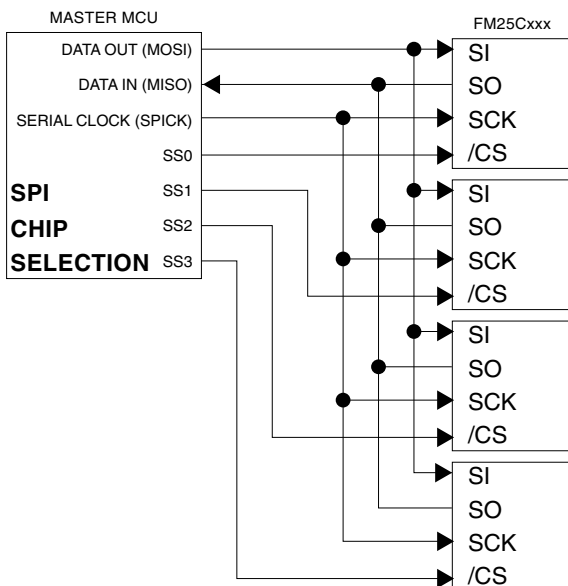 MASTER MCU
DATA OUT (MOSI)
DATA IN (MISO)
SERIAL CLOCK (SPICK)
SS0
SPI SS1
CHIP SS2
SELECTION SS3
FM25Cxxx
SI
SO
SCK
/CS
SI
SO
SCK
/CS
SI
SO
SCK
/CS
SI
SO
SCK
/CS